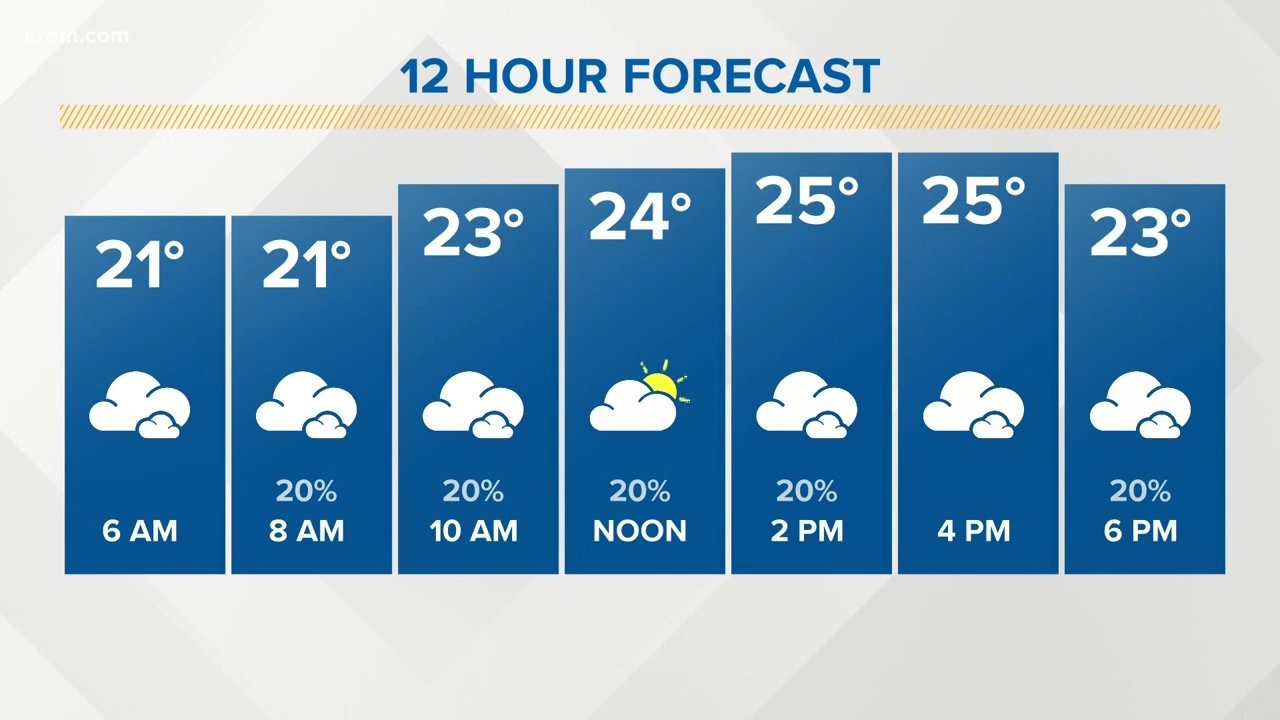 krem.com
12 HOUR FORECAST
21° 21° 23° 24° 25° 25° 23°
20% 20% 20% 20% 20%
6 AM 8 AM 10 AM NOON 2 PM 4 PM 6 PM